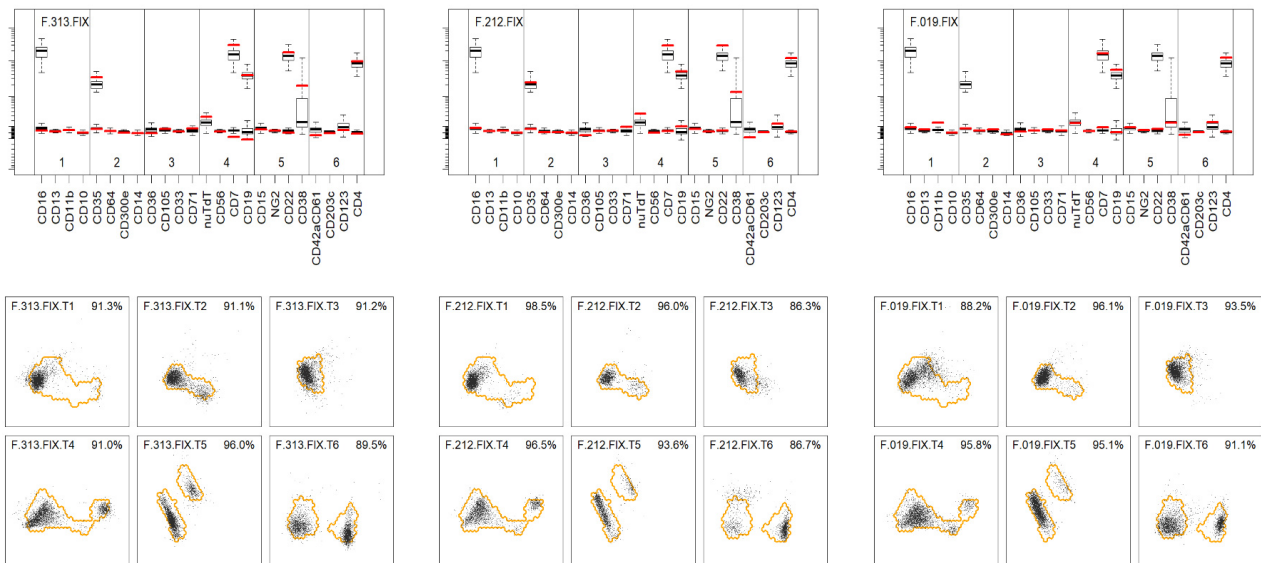 F.313.FIX
F.212.FIX
F.019.FIX
1 2 3 4 5 6
1 2 3 4 5 6
1 2 3 4 5 6
CD16 CD13 CD11b CD10 CD35 CD64 CD300e CD14 CD36 CD105 CD33 CD71 nuTdT CD56 CD7 CD19 CD15 NG2 CD22 CD38 CD42aCD61 CD203c CD123 CD4
CD16 CD13 CD11b CD10 CD35 CD64 CD300e CD14 CD36 CD105 CD33 CD71 nuTdT CD56 CD7 CD19 CD15 NG2 CD22 CD38 CD42aCD61 CD203c CD123 CD4
CD16 CD13 CD11b CD10 CD35 CD64 CD300e CD14 CD36 CD105 CD33 CD71 nuTdT CD56 CD7 CD19 CD15 NG2 CD22 CD38 CD42aCD61 CD203c CD123 CD4
F.313.FIX.T1 91.3%
F.313.FIX.T2 91.1%
F.313.FIX.T3 91.2%
F.212.FIX.T1 98.5%
F.212.FIX.T2 96.0%
F.212.FIX.T3 86.3%
F.019.FIX.T1 88.2%
F.019.FIX.T2 96.1%
F.019.FIX.T3 93.5%
F.313.FIX.T4 91.0%
F.313.FIX.T5 96.0%
F.313.FIX.T6 89.5%
F.212.FIX.T4 96.5%
F.212.FIX.T5 93.6%
F.212.FIX.T6 86.7%
F.019.FIX.T4 95.8%
F.019.FIX.T5 95.1%
F.019.FIX.T6 91.1%